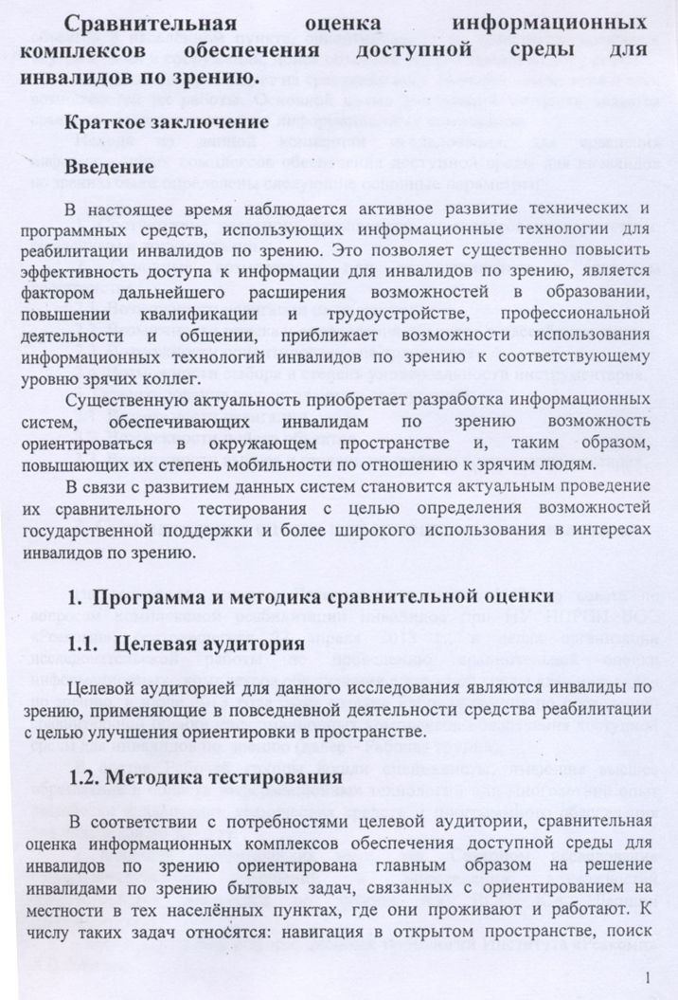 Сравнительная оценка информационных
комплексов обеспечения доступной среды для
инвалидов по зрению.
Краткое заключение
Введение
В настоящее время наблюдается активное развитие технических и
программных средств, использующих информационные технологии для
реабилитации инвалидов по зрению. Это позволяет существенно повысить
эффективность доступа к информации для инвалидов по зрению, является
фактором дальнейшего расширения возможностей в образовании,
повышении квалификации, трудоустройстве, профессиональной
деятельности и общении, приближает возможности использования
информационных технологий инвалидов по зрению к соответствующему
уровню зрячих коллег.
Существенную актуальность приобретает разработка информационных
систем, обеспечивающих инвалидам по зрению возможность
ориентироваться в окружающем пространстве и, таким образом,
повышающих их степень мобильности по отношению к зрячим людям.
В связи с развитием данных систем становится актуальным проведение
их сравнительного тестирования с целью определения возможностей
государственной поддержки и более широкого использования в интересах
инвалидов по зрению.
1. Программа и методика сравнительной оценки
1.1. Целевая аудитория
Целевой аудиторией для данного исследования являются инвалиды по
зрению, применяющие в повседневной деятельности средства реабилитации
с целью улучшения ориентировки в пространстве.
1.2. Методика тестирования
В соответствии с потребностями целевой аудитории, сравнительная
оценка информационных комплексов обеспечения доступной среды для
инвалидов по зрению ориентирована главным образом на решение
инвалидами по зрению бытовых задач, связанных с ориентированием на
местности в тех населённых пунктах, где они проживают и работают. К
числу таких задач относятся: навигация в открытом пространстве, поиск
1